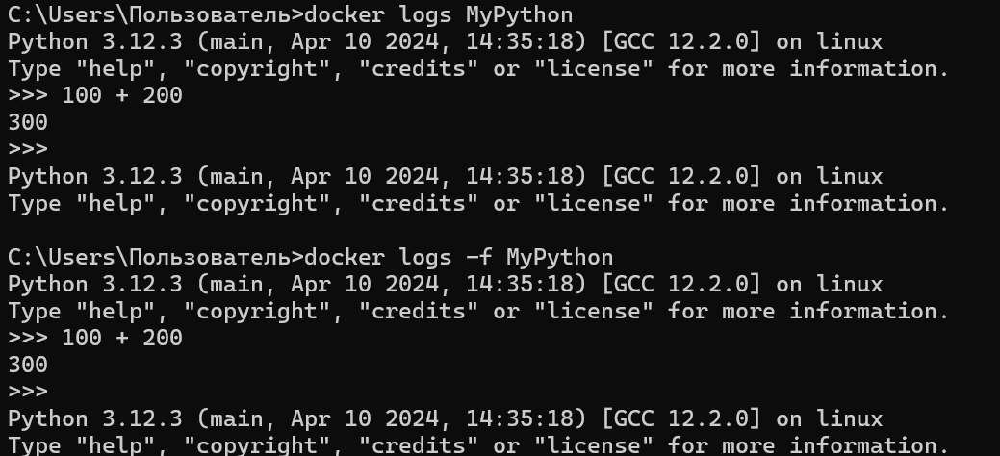 C:\Users\Пользователь>docker logs MyPython
Python 3.12.3 (main, Apr 10 2024, 14:35:18) [GCC 12.2.0] on linux
Type "help", "copyright", "credits" or "license" for more information.
>>> 100 + 200
300
>>>
Python 3.12.3 (main, Apr 10 2024, 14:35:18) [GCC 12.2.0] on linux
Type "help", "copyright", "credits" or "license" for more information.
C:\Users\Пользователь>docker logs -f MyPython
Python 3.12.3 (main, Apr 10 2024, 14:35:18) [GCC 12.2.0] on linux
Type "help", "copyright", "credits" or "license" for more information.
>>> 100 + 200
300
>>>
Python 3.12.3 (main, Apr 10 2024, 14:35:18) [GCC 12.2.0] on linux
Type "help", "copyright", "credits" or "license" for more information.